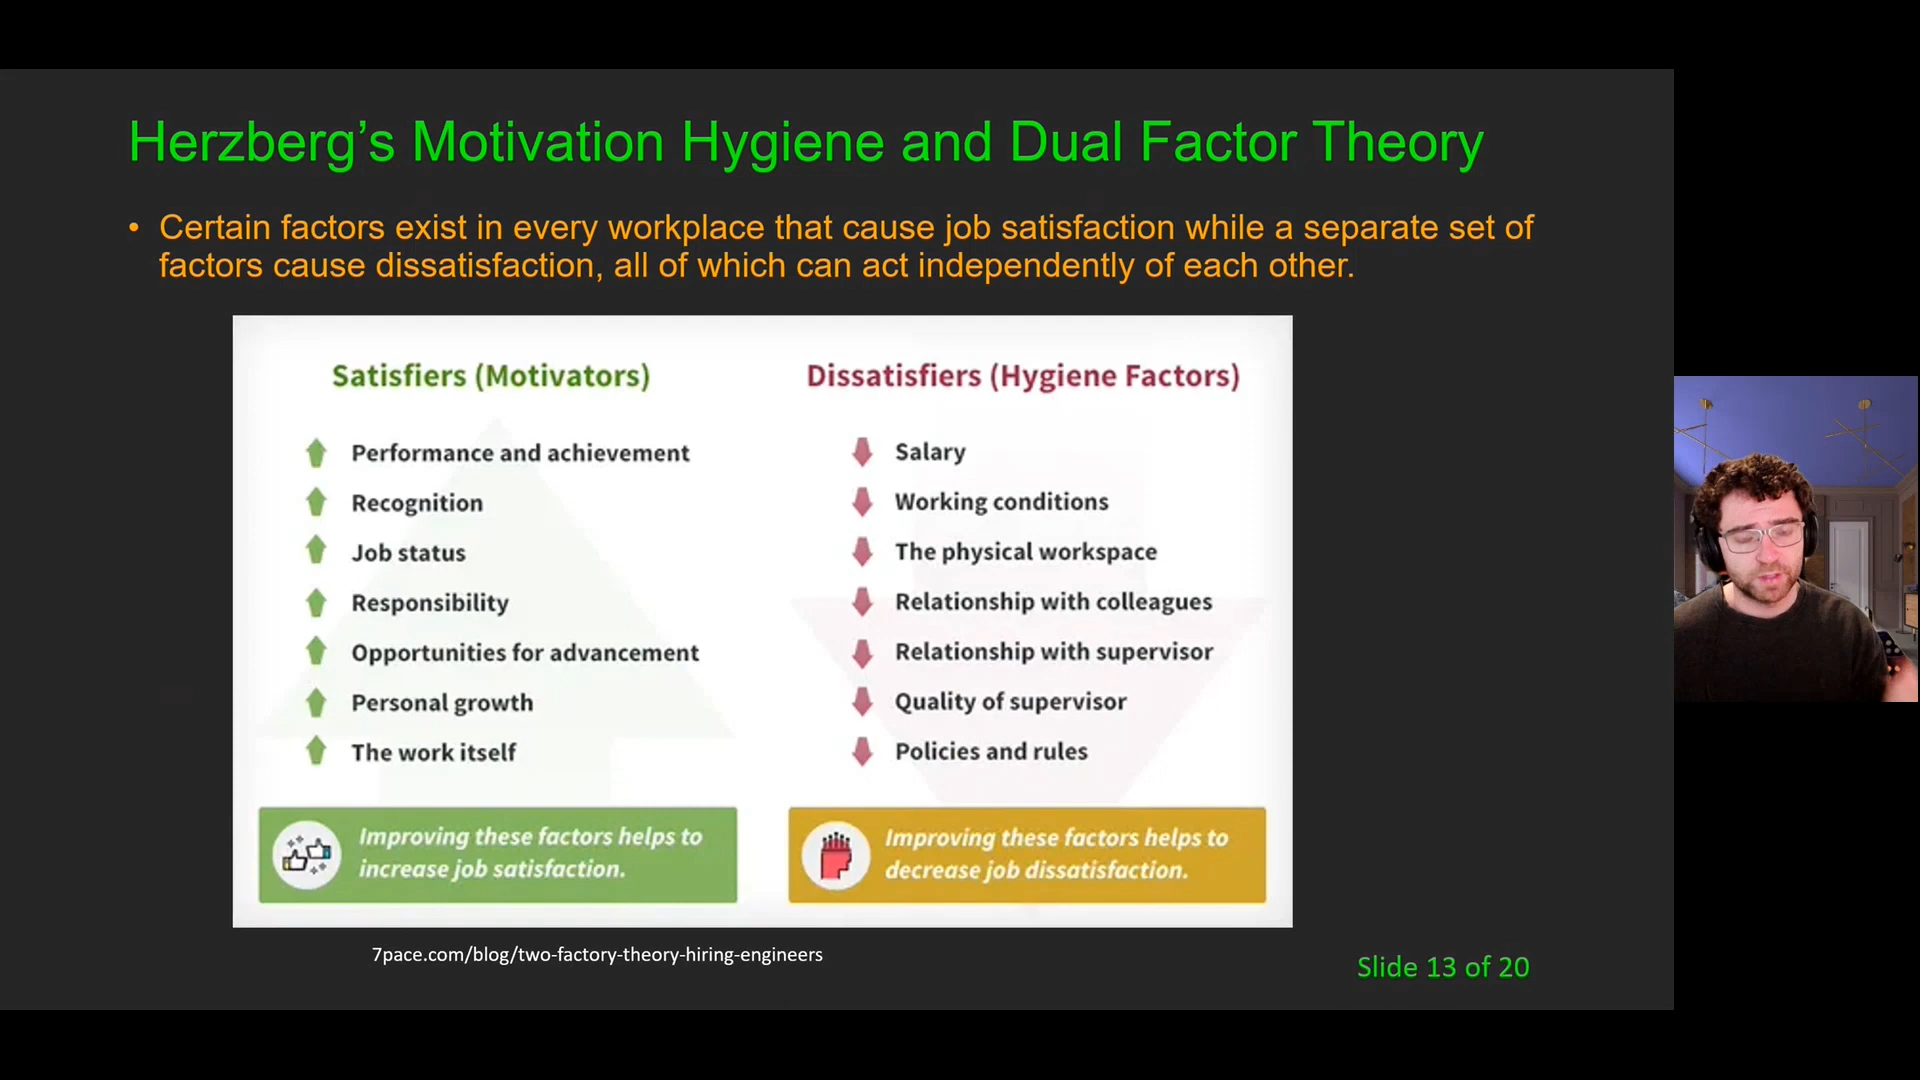 Herzberg’s Motivation Hygiene and Dual Factor Theory
• Certain factors exist in every workplace that cause job satisfaction while a separate set of
factors cause dissatisfaction, all of which can act independently of each other.
Satisfiers (Motivators)
Performance and achievement
Recognition
Job status
Responsibility
Opportunities for advancement
Personal growth
The work itself
Improving these factors helps to
increase job satisfaction.
Dissatisfiers (Hygiene Factors)
Salary
Working conditions
The physical workspace
Relationship with colleagues
Relationship with supervisor
Quality of supervisor
Policies and rules
Improving these factors helps to
decrease job dissatisfaction.
7pace.com/blog/two-factory-theory-hiring-engineers
Slide 13 of 20